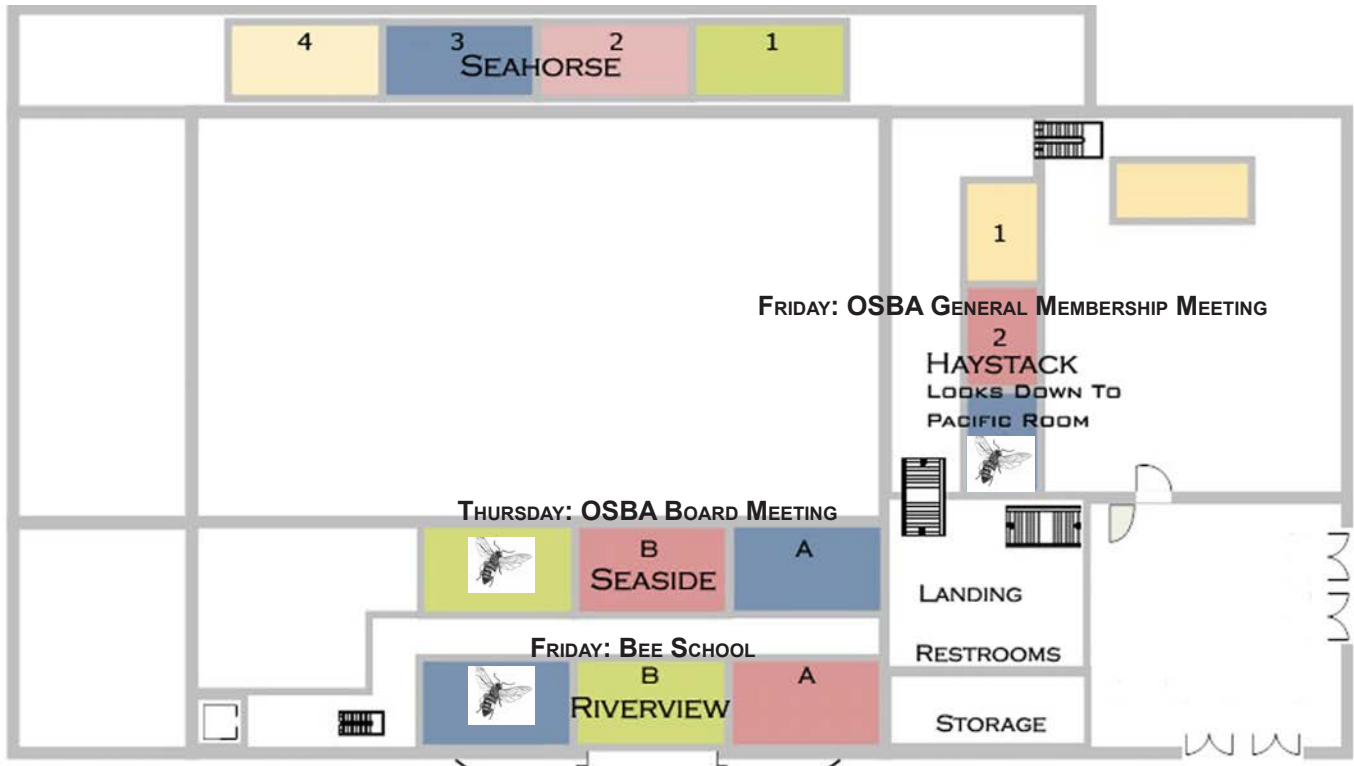 4 3 2 1
SEAHORSE
1
FRIDAY: OSBA GENERAL MEMBERSHIP MEETING
2
HAYSTACK
LOOKS DOWN TO
PACIFIC ROOM
THURSDAY: OSBA BOARD MEETING
B A
SEASIDE
LANDING
RESTROOMS
FRIDAY: BEE SCHOOL
B A
RIVERVIEW
STORAGE